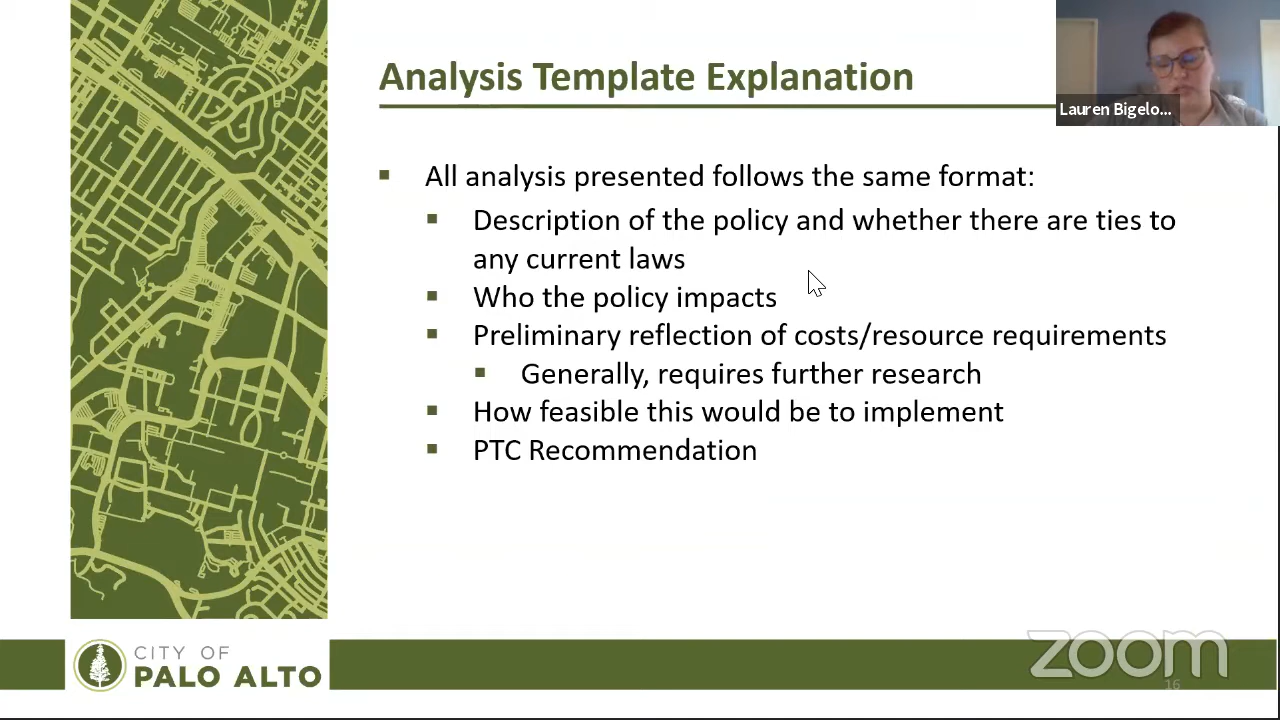 Analysis Template Explanation
Lauren Bigelo...
▪ All analysis presented follows the same format:
▪ Description of the policy and whether there are ties to
any current laws
▪ Who the policy impacts
▪ Preliminary reflection of costs/resource requirements
▪ Generally, requires further research
▪ How feasible this would be to implement
▪ PTC Recommendation
CITY OF
PALO ALTO
zoom
16